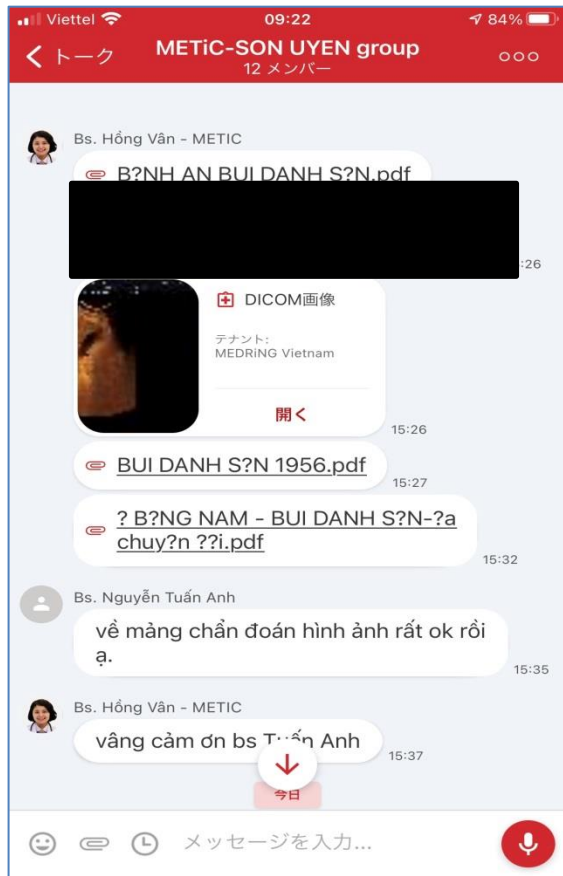 Viettel 09:22 84%
トーク METiC-SON UYEN group
12 メンバー
Bs. Hồng Vân - METIC
B?NH AN BUI DANH S?N.pdf
:26
DICOM画像
テナント:
MEDRiNG Vietnam
開く
15:26
BUI DANH S?N 1956.pdf
15:27
? B?NG NAM - BUI DANH S?N-?a
chuy?n ??i.pdf
15:32
Bs. Nguyễn Tuấn Anh
về mảng chẩn đoán hình ảnh rất ok rồi
ạ.
15:35
Bs. Hồng Vân - METIC
vâng cảm ơn bs Tuấn Anh
15:37
今日
メッセージを入力...